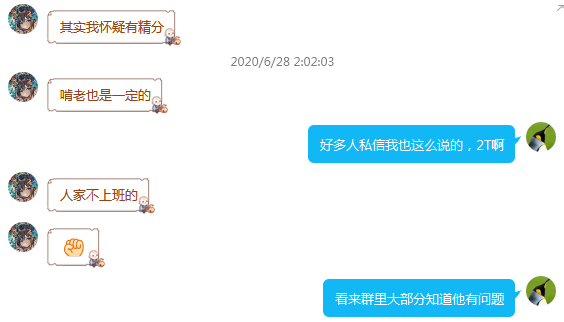 其实我怀疑有精分
2020/6/28 2:02:03
啃老也是一定的
好多人私信我也这么说的，2T啊
人家不上班的
看来群里大部分知道他有问题